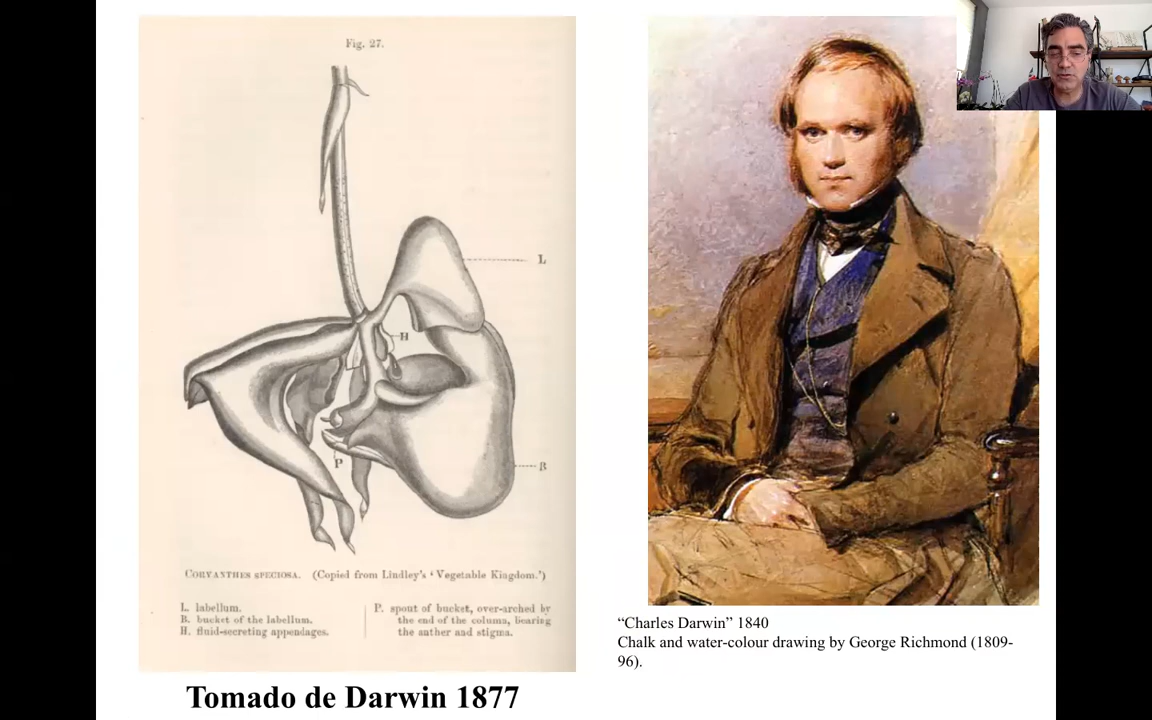 Fig. 27.
L
H
P
B
CORYANTHES SPECIOSA. (Copied from Lindley's ‘Vegetable Kingdom.’)
L. labellum.
B. bucket of the labellum.
H. fluid-secreting appendages.
P. spout of bucket, over-arched by
the end of the column, bearing
the anther and stigma.
Tomado de Darwin 1877
“Charles Darwin” 1840
Chalk and water-colour drawing by George Richmond (1809-
96).